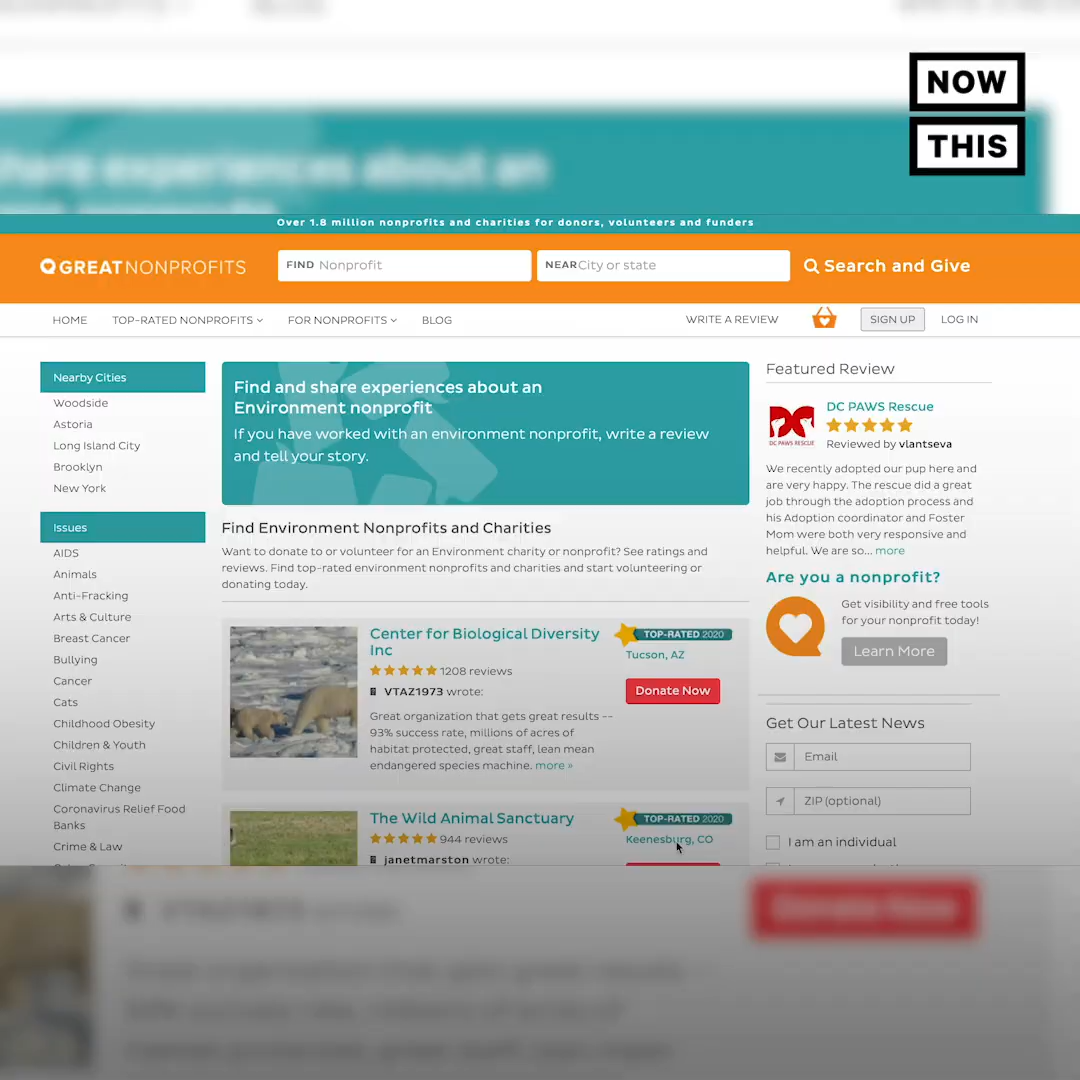 NOW
THIS
Over 1.8 million nonprofits and charities for donors, volunteers and funders
GREATNONPROFITS
FIND Nonprofit
NEAR City or state
Search and Give
HOME
TOP-RATED NONPROFITS
FOR NONPROFITS
BLOG
WRITE A REVIEW
SIGN UP
LOG IN
Nearby Cities
Woodside
Astoria
Long Island City
Brooklyn
New York
Issues
AIDS
Animals
Anti-Fracking
Arts & Culture
Breast Cancer
Bullying
Cancer
Cats
Childhood Obesity
Children & Youth
Civil Rights
Climate Change
Coronavirus Relief Food
Banks
Crime & Law
Find and share experiences about an
Environment nonprofit
If you have worked with an environment nonprofit, write a review
and tell your story.
Find Environment Nonprofits and Charities
Want to donate to or volunteer for an Environment charity or nonprofit? See ratings and
reviews. Find top-rated environment nonprofits and charities and start volunteering or
donating today.
Center for Biological Diversity
Inc
1208 reviews
VTAZ1973 wrote:
Great organization that gets great results --
93% success rate, millions of acres of
habitat protected, great staff, lean mean
endangered species machine. more »
TOP-RATED 2020
Tucson, AZ
Donate Now
The Wild Animal Sanctuary
944 reviews
janetmarston wrote:
TOP-RATED 2020
Keenesburg, CO
Featured Review
DC PAWS RESCUE
DC PAWS Rescue
Reviewed by vlantseva
We recently adopted our pup here and
are very happy. The rescue did a great
job through the adoption process and
his Adoption coordinator and Foster
Mom were both very responsive and
helpful. We are so... more
Are you a nonprofit?
Get visibility and free tools
for your nonprofit today!
Learn More
Get Our Latest News
Email
ZIP (optional)
I am an individual